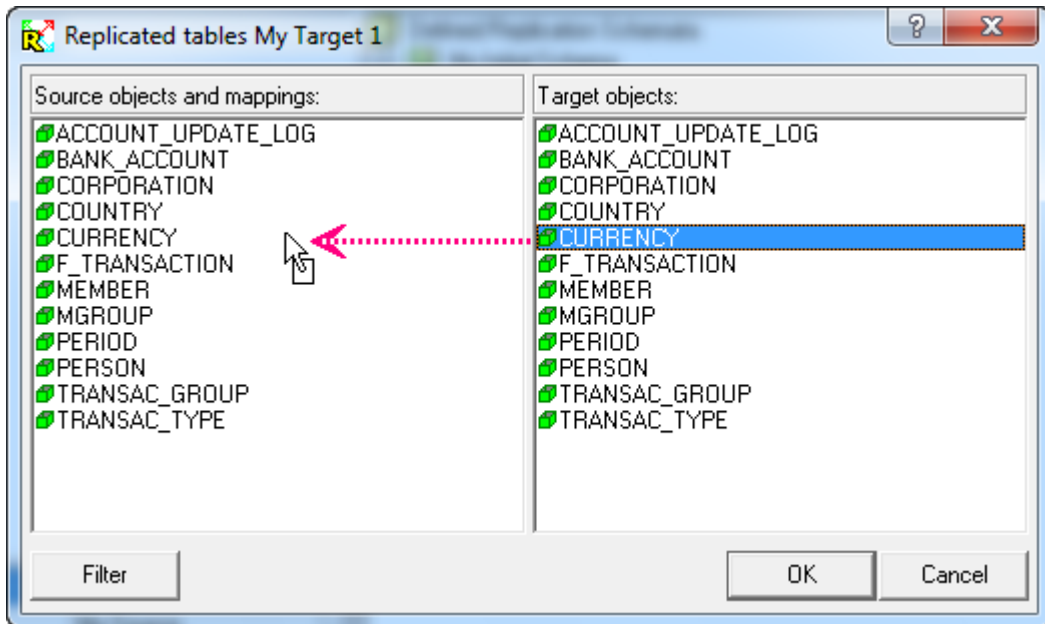 Replicated tables My Target 1
Source objects and mappings:
ACCOUNT_UPDATE_LOG
BANK_ACCOUNT
CORPORATION
COUNTRY
CURRENCY
F_TRANSACTION
MEMBER
MGROUP
PERIOD
PERSON
TRANSAC_GROUP
TRANSAC_TYPE
Target objects:
ACCOUNT_UPDATE_LOG
BANK_ACCOUNT
CORPORATION
COUNTRY
CURRENCY
F_TRANSACTION
MEMBER
MGROUP
PERIOD
PERSON
TRANSAC_GROUP
TRANSAC_TYPE
Filter
OK
Cancel